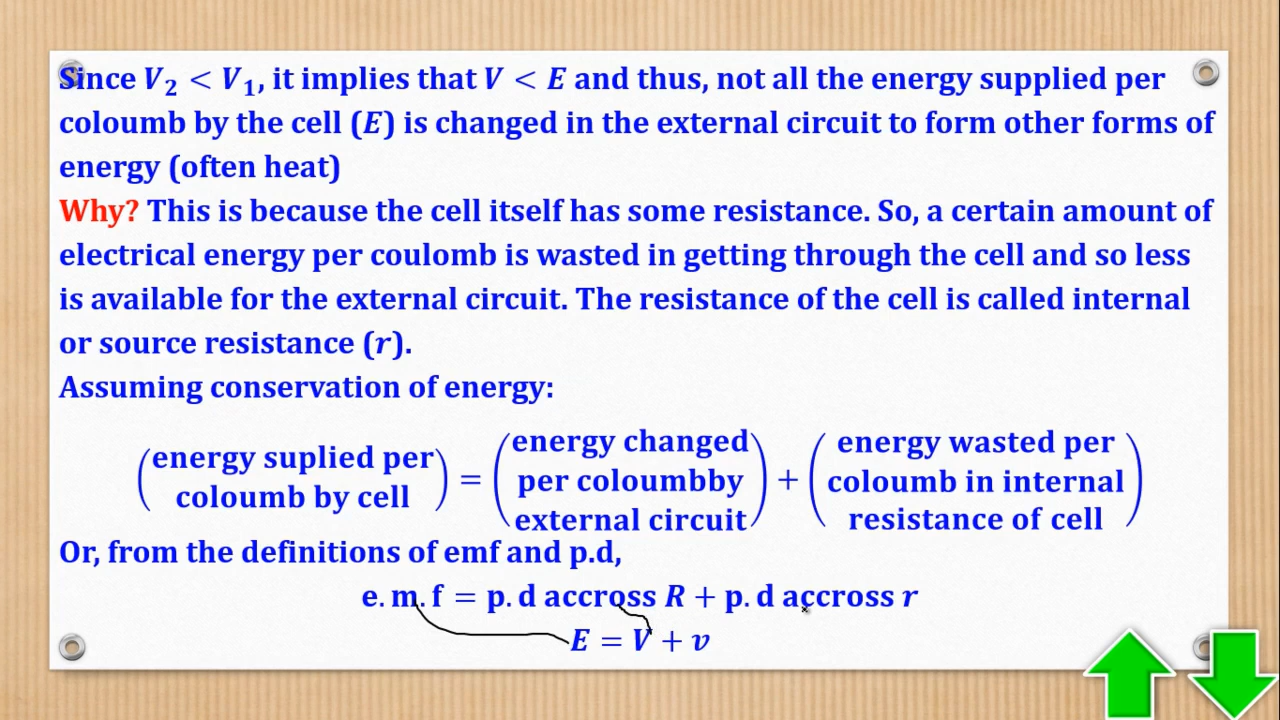 Since V₂ < V₁, it implies that V < E and thus, not all the energy supplied per
coloumb by the cell (E) is changed in the external circuit to form other forms of
energy (often heat)
Why? This is because the cell itself has some resistance. So, a certain amount of
electrical energy per coulomb is wasted in getting through the cell and so less
is available for the external circuit. The resistance of the cell is called internal
or source resistance (r).
Assuming conservation of energy:
(energy suplied per coloumb by cell) = (energy changed per coloumbby external circuit) + (energy wasted per coloumb in internal resistance of cell)
Or, from the definitions of emf and p.d,
e.m.f = p.d accross R + p.d accross r
E = V + v